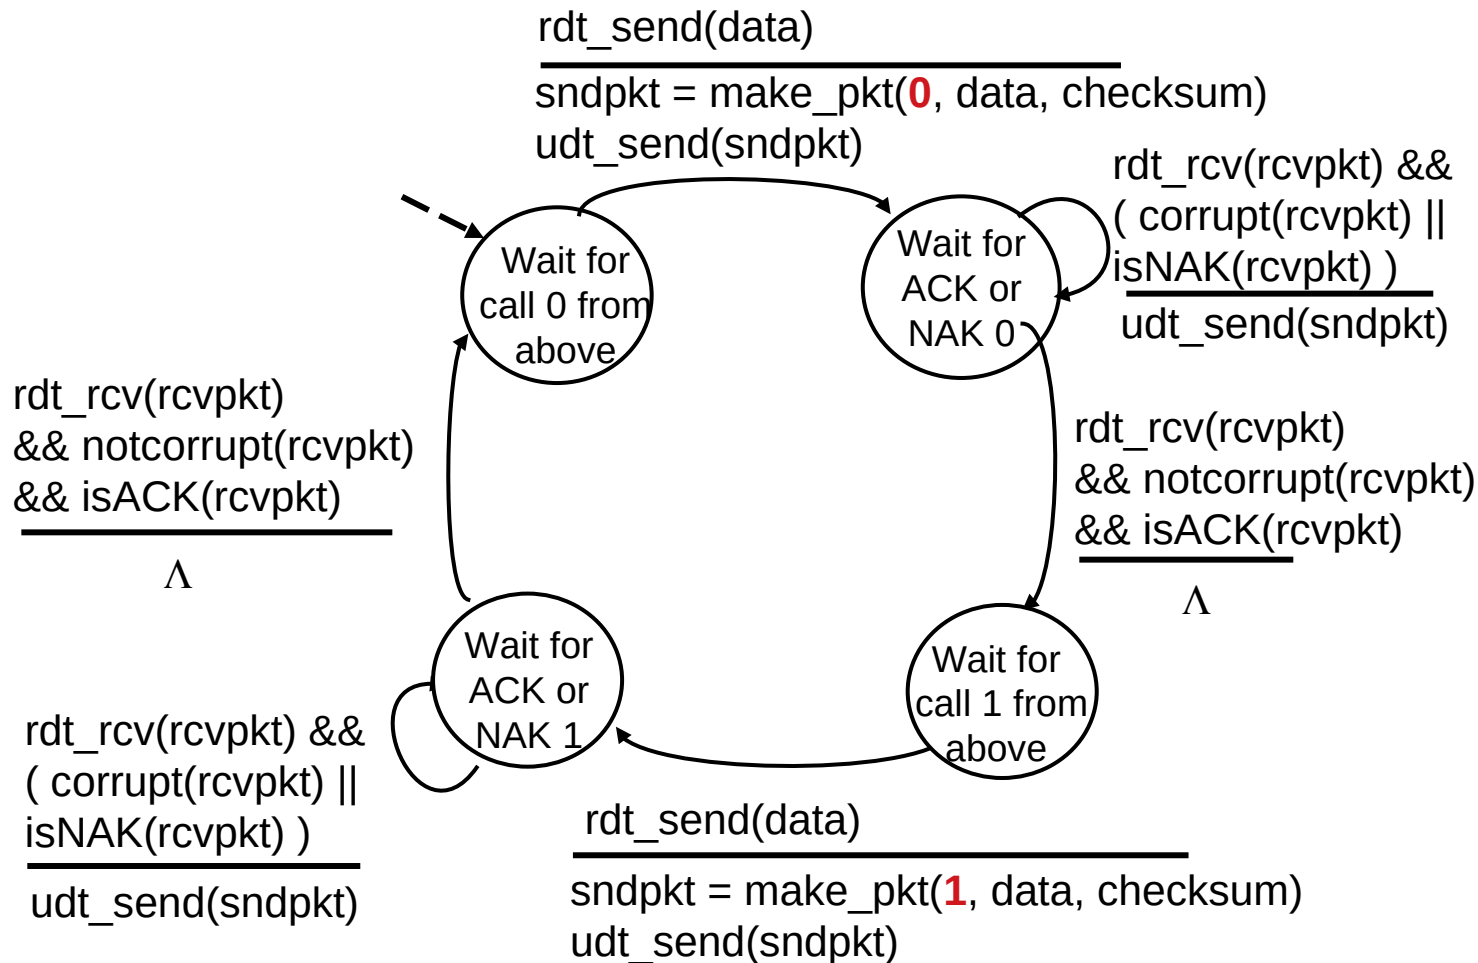 rdt_send(data)
sndpkt = make_pkt(0, data, checksum)
udt_send(sndpkt)
rdt_rcv(rcvpkt) &&
( corrupt(rcvpkt) ||
isNAK(rcvpkt) )
udt_send(sndpkt)
Wait for
call 0 from
above
Wait for
ACK or
NAK 0
rdt_rcv(rcvpkt)
&& notcorrupt(rcvpkt)
&& isACK(rcvpkt)
Λ
rdt_rcv(rcvpkt)
&& notcorrupt(rcvpkt)
&& isACK(rcvpkt)
Λ
Wait for
ACK or
NAK 1
Wait for
call 1 from
above
rdt_rcv(rcvpkt) &&
( corrupt(rcvpkt) ||
isNAK(rcvpkt) )
udt_send(sndpkt)
rdt_send(data)
sndpkt = make_pkt(1, data, checksum)
udt_send(sndpkt)